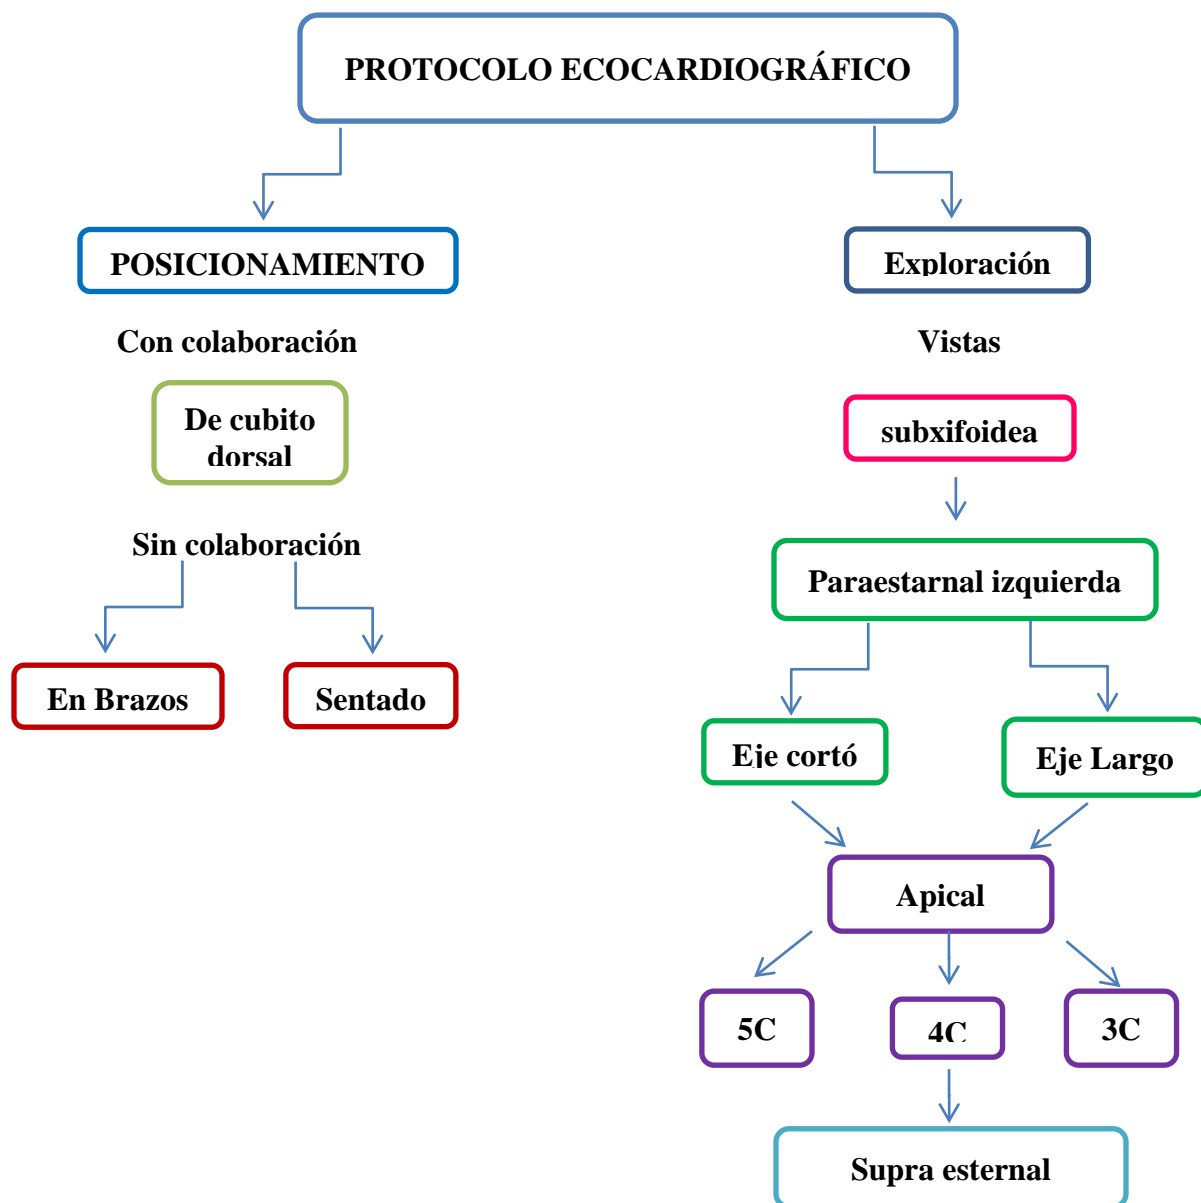 PROTOCOLO ECOCARDIOGRÁFICO
POSICIONAMIENTO
Con colaboración
De cubito
dorsal
Sin colaboración
En Brazos
Sentado
Exploración
Vistas
subxifoidea
Paraestarnal izquierda
Eje cortó
Eje Largo
Apical
5C
4C
3C
Supra esternal